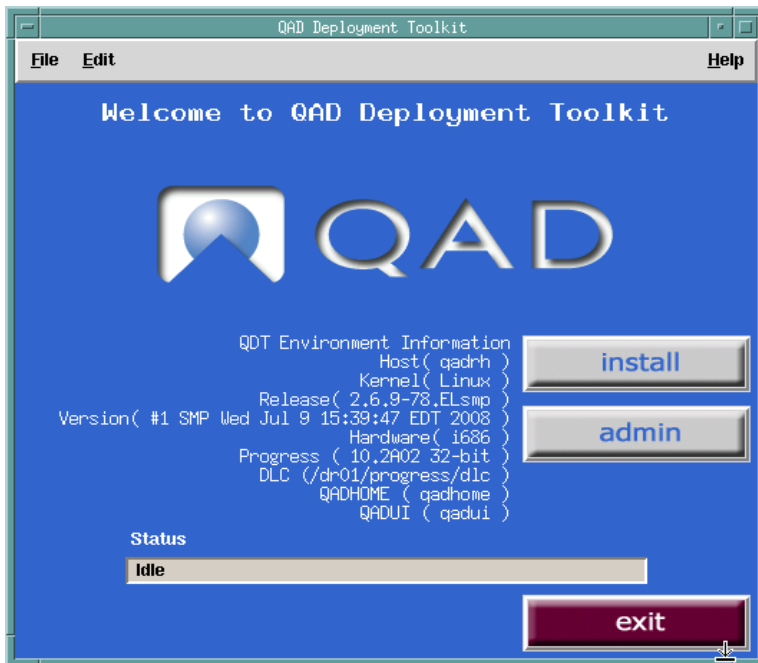 QAD Deployment Toolkit
File Edit Help
Welcome to QAD Deployment Toolkit
QAD
QDT Environment Information
Host( qadrh )
Kernel( Linux )
Release( 2.6.9-78.ELsmp )
Version( #1 SMP Wed Jul 9 15:39:47 EDT 2008 )
Hardware( i686 )
Progress ( 10.2A02 32-bit )
DLC (/dr01/progress/dlc )
QADHOME ( qadhome )
QADUI ( qadui )
install
admin
Status
Idle
exit